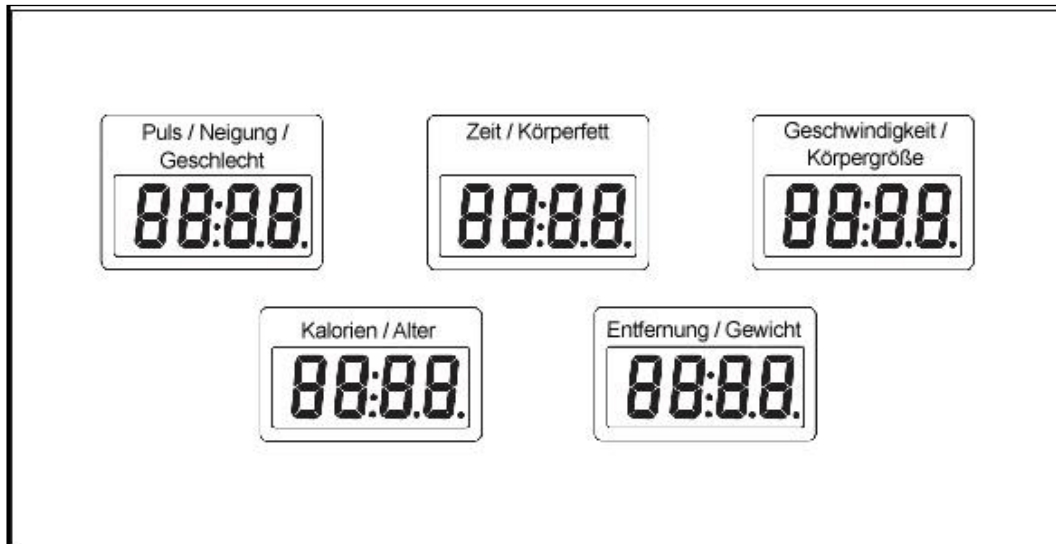 Puls / Neigung /
Geschlecht
88:8.8.
Zeit / Körperfett
88:8.8.
Geschwindigkeit /
Körpergröße
88:8.8.
Kalorien / Alter
88:8.8.
Entfernung / Gewicht
88:8.8.